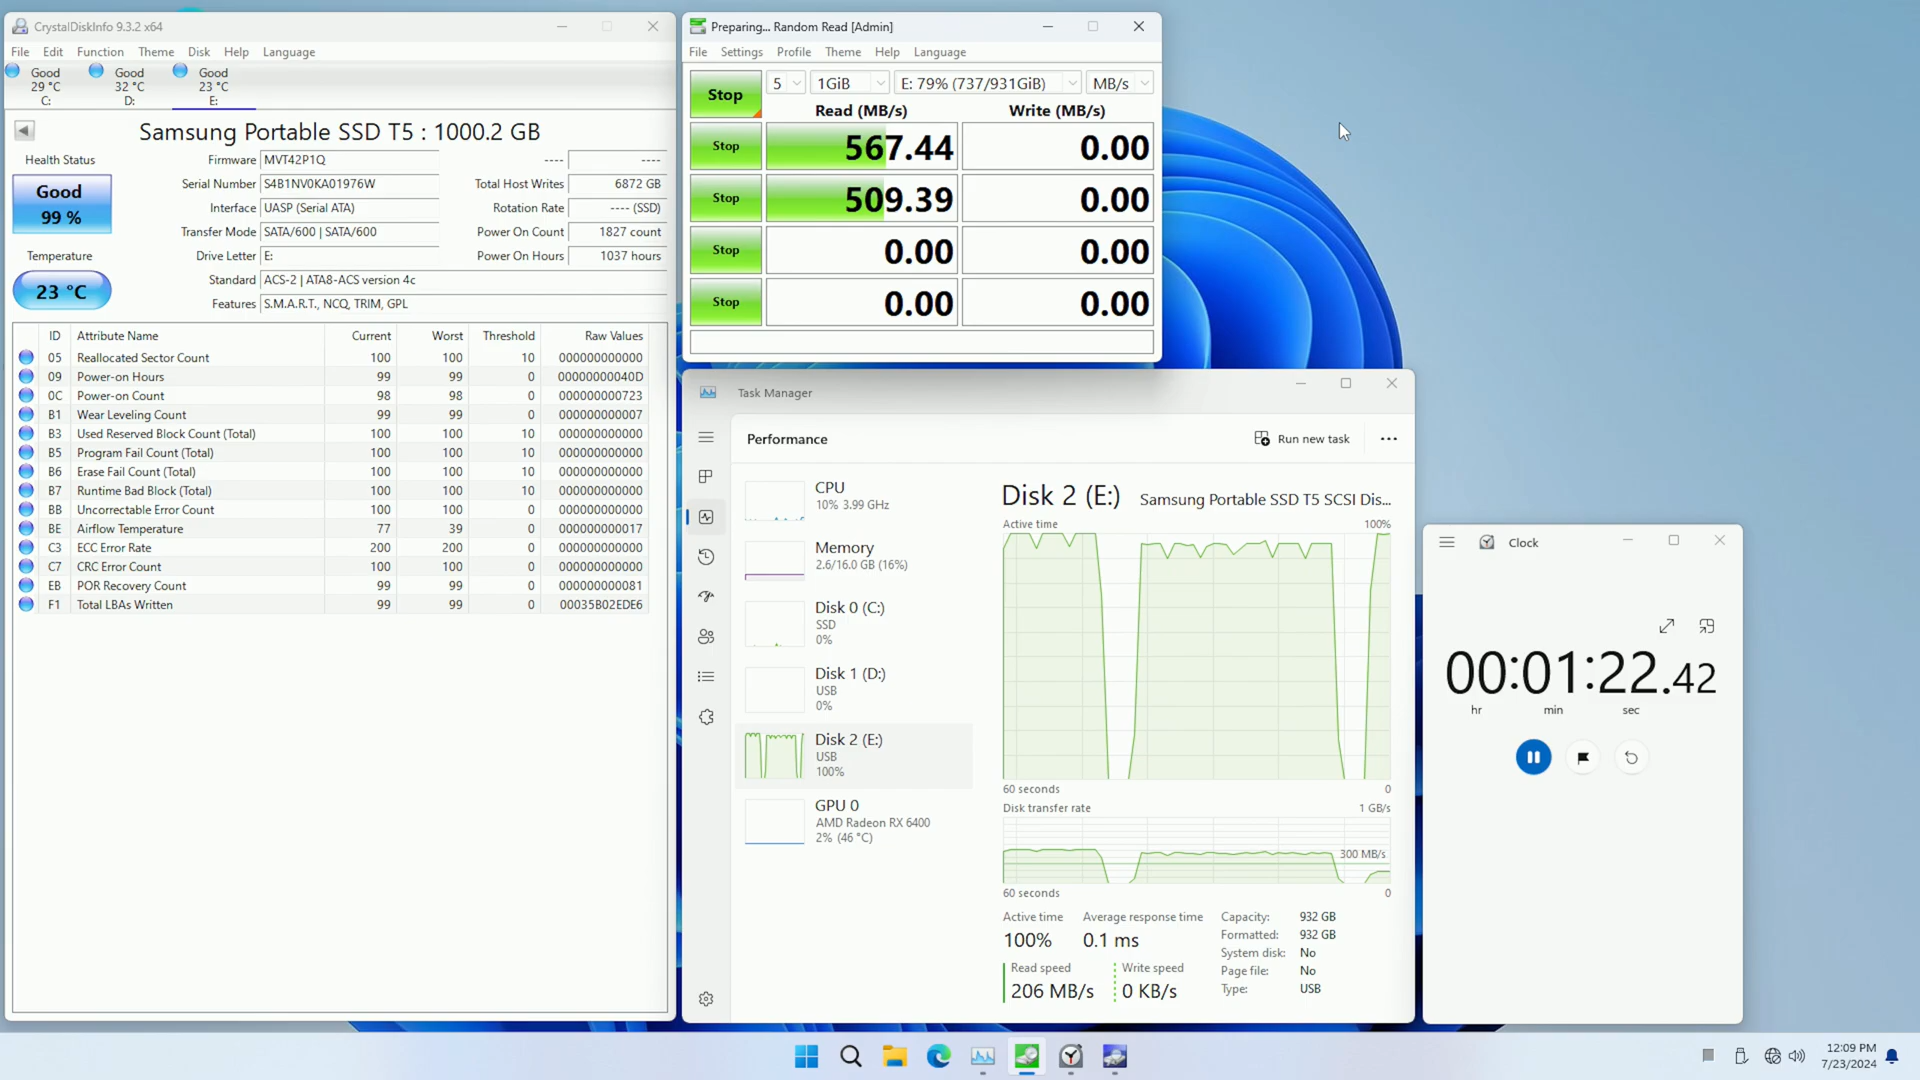 CrystalDiskInfo 9.3.2 x64
File Edit Function Theme Disk Help Language
Good Good Good
29 °C 32 °C 23 °C
C: D: E:
Samsung Portable SSD T5 : 1000.2 GB
Health Status
Good
99 %
Temperature
23 °C
Firmware MVT42P1Q ---- ----
Serial Number S4B1NV0KA01976W Total Host Writes 6872 GB
Interface UASP (Serial ATA) Rotation Rate ---- (SSD)
Transfer Mode SATA/600 | SATA/600 Power On Count 1827 count
Drive Letter E: Power On Hours 1037 hours
Standard ACS-2 | ATA8-ACS version 4c
Features S.M.A.R.T., NCQ, TRIM, GPL
ID Attribute Name Current Worst Threshold Raw Values
05 Reallocated Sector Count 100 100 10 000000000000
09 Power-on Hours 99 99 0 00000000040D
0C Power-on Count 98 98 0 000000000723
B1 Wear Leveling Count 99 99 0 000000000007
B3 Used Reserved Block Count (Total) 100 100 10 000000000000
B5 Program Fail Count (Total) 100 100 10 000000000000
B6 Erase Fail Count (Total) 100 100 10 000000000000
B7 Runtime Bad Block (Total) 100 100 10 000000000000
BB Uncorrectable Error Count 100 100 0 000000000000
BE Airflow Temperature 77 39 0 000000000017
C3 ECC Error Rate 200 200 0 000000000000
C7 CRC Error Count 100 100 0 000000000000
EB POR Recovery Count 99 99 0 000000000081
F1 Total LBAs Written 99 99 0 00035B02EDE6
Preparing... Random Read [Admin]
File Settings Profile Theme Help Language
Stop 5 1GiB E: 79% (737/931GiB) MB/s
Read (MB/s) Write (MB/s)
Stop 567.44 0.00
Stop 509.39 0.00
Stop 0.00 0.00
Stop 0.00 0.00
Task Manager
Performance Run new task
CPU
10% 3.99 GHz
Memory
2.6/16.0 GB (16%)
Disk 0 (C:)
SSD
0%
Disk 1 (D:)
USB
0%
Disk 2 (E:)
USB
100%
GPU 0
AMD Radeon RX 6400
2% (46 °C)
Disk 2 (E:) Samsung Portable SSD T5 SCSI Dis...
Active time 100%
60 seconds 0
Disk transfer rate 1 GB/s
300 MB/s
60 seconds 0
Active time
100%
Average response time
0.1 ms
Read speed
206 MB/s
Write speed
0 KB/s
Capacity: 932 GB
Formatted: 932 GB
System disk: No
Page file: No
Type: USB
Clock
00:01:22.42
hr min sec
12:09 PM
7/23/2024